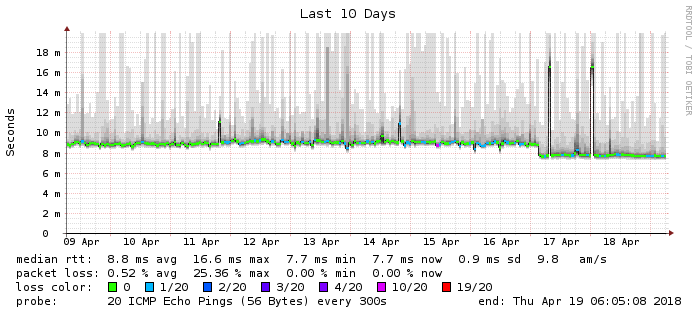 Last 10 Days
RRDTOOL / TOBI OETIKER
Seconds
18 m
16 m
14 m
12 m
10 m
8 m
6 m
4 m
2 m
0
09 Apr 10 Apr 11 Apr 12 Apr 13 Apr 14 Apr 15 Apr 16 Apr 17 Apr 18 Apr
median rtt: 8.8 ms avg 16.6 ms max 7.7 ms min 7.7 ms now 0.9 ms sd 9.8 am/s
packet loss: 0.52 % avg 25.36 % max 0.00 % min 0.00 % now
loss color: 0 1/20 2/20 3/20 4/20 10/20 19/20
probe: 20 ICMP Echo Pings (56 Bytes) every 300s end: Thu Apr 19 06:05:08 2018